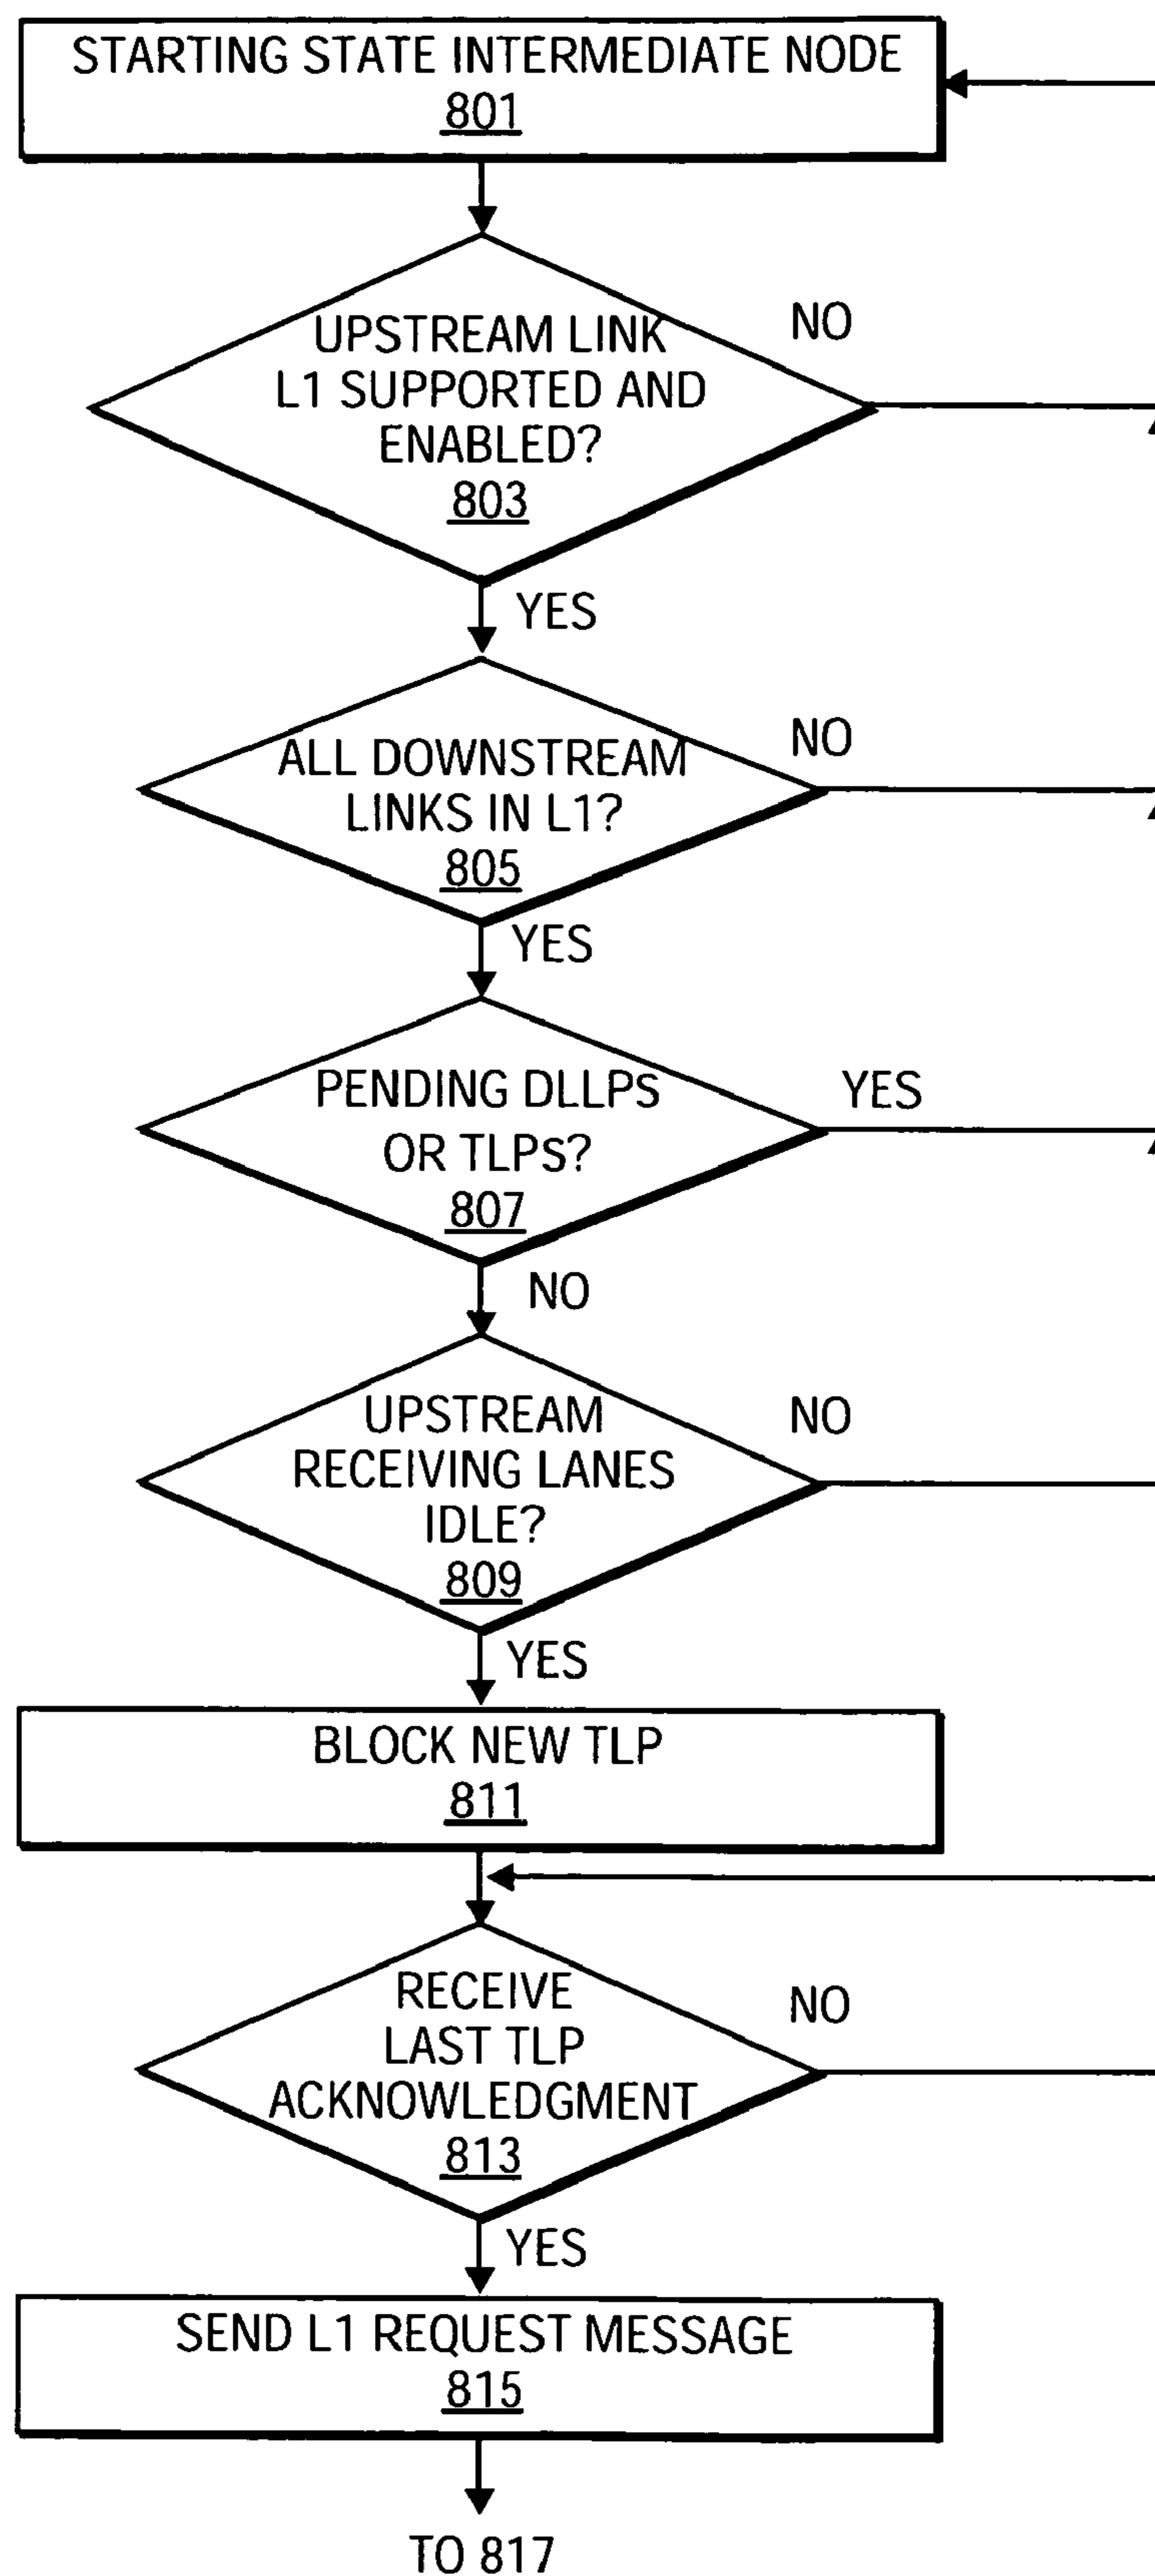 STARTING STATE INTERMEDIATE NODE
801
UPSTREAM LINK
L1 SUPPORTED AND
ENABLED?
803
NO
YES
ALL DOWNSTREAM
LINKS IN L1?
805
NO
YES
PENDING DLLPS
OR TLPS?
807
YES
NO
UPSTREAM
RECEIVING LANES
IDLE?
809
NO
YES
BLOCK NEW TLP
811
RECEIVE
LAST TLP
ACKNOWLEDGMENT
813
NO
YES
SEND L1 REQUEST MESSAGE
815
TO 817